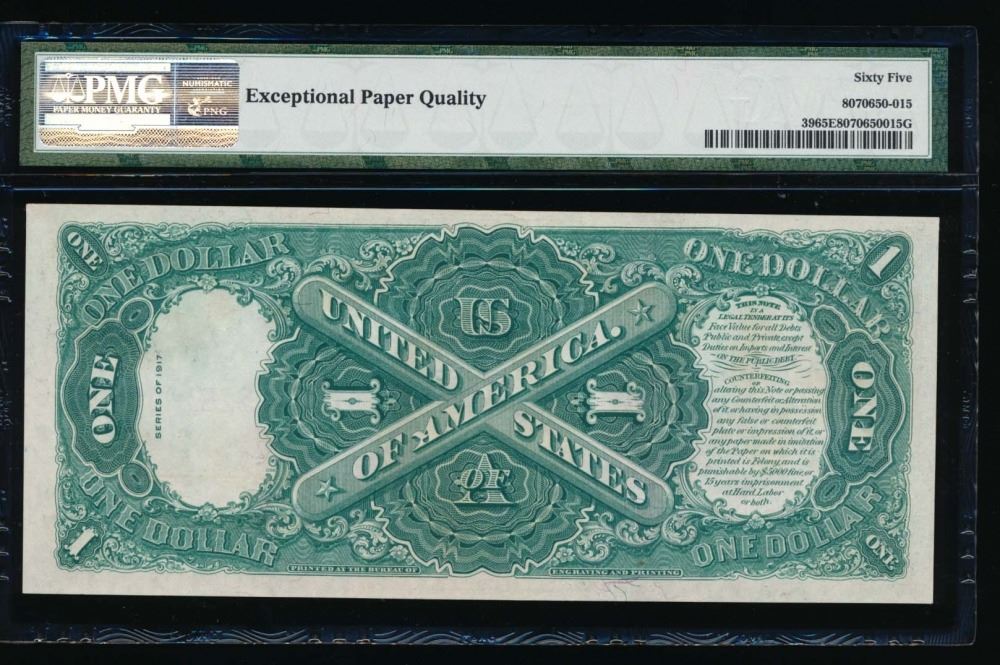 PMG
PAPER MONEY GUARANTY
NUMISMATIC
PNG
Exceptional Paper Quality
Sixty Five
8070650-015
3965E8070650015G
ONE
ONE DOLLAR
ONE DOLLAR
1
US
UNITED STATES
OF AMERICA.
1
1
OF A
ONE
SERIES OF 1917.
THIS NOTE
IS A
LEGAL TENDER AT ITS
Face Value for all Debts
Public and Private, except
Duties on Imports and Interest
ON THE PUBLIC DEBT.
COUNTERFEITING
or
altering this Note or passing
any Counterfeit or Alteration
of it, or having in possession
any false or counterfeit
plate or impression of it, or
any paper made in imitation
of the Paper on which it is
printed is Felony, and is
punishable by $5000 fine, or
15 years imprisonment
at Hard Labor
or both.
ONE
1
ONE DOLLAR
ONE DOLLAR
ONE
PRINTED AT THE BUREAU OF
ENGRAVING AND PRINTING